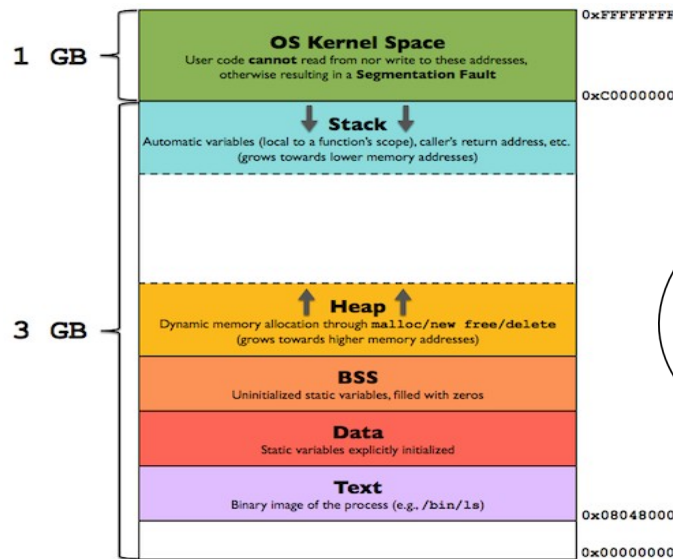 0xFFFFFFFF
1 GB
OS Kernel Space
User code cannot read from nor write to these addresses,
otherwise resulting in a Segmentation Fault
0xC0000000
Stack
Automatic variables (local to a function's scope), caller's return address, etc.
(grows towards lower memory addresses)
3 GB
Heap
Dynamic memory allocation through malloc/new free/delete
(grows towards higher memory addresses)
BSS
Uninitialized static variables, filled with zeros
Data
Static variables explicitly initialized
Text
Binary image of the process (e.g., /bin/ls)
0x08048000
0x00000000